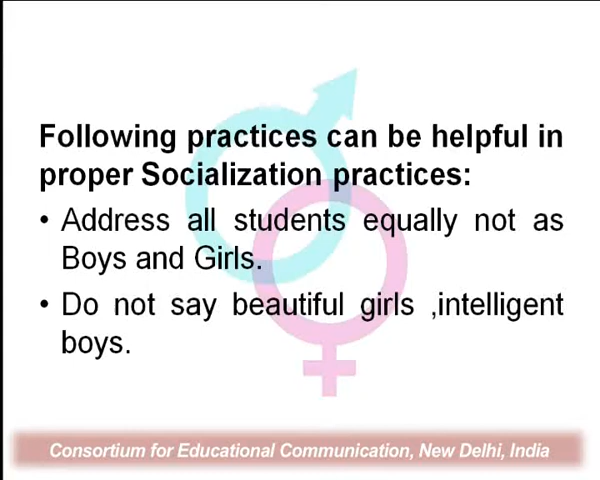 Following practices can be helpful in
proper Socialization practices:
• Address all students equally not as
Boys and Girls.
• Do not say beautiful girls ,intelligent
boys.
Consortium for Educational Communication, New Delhi, India